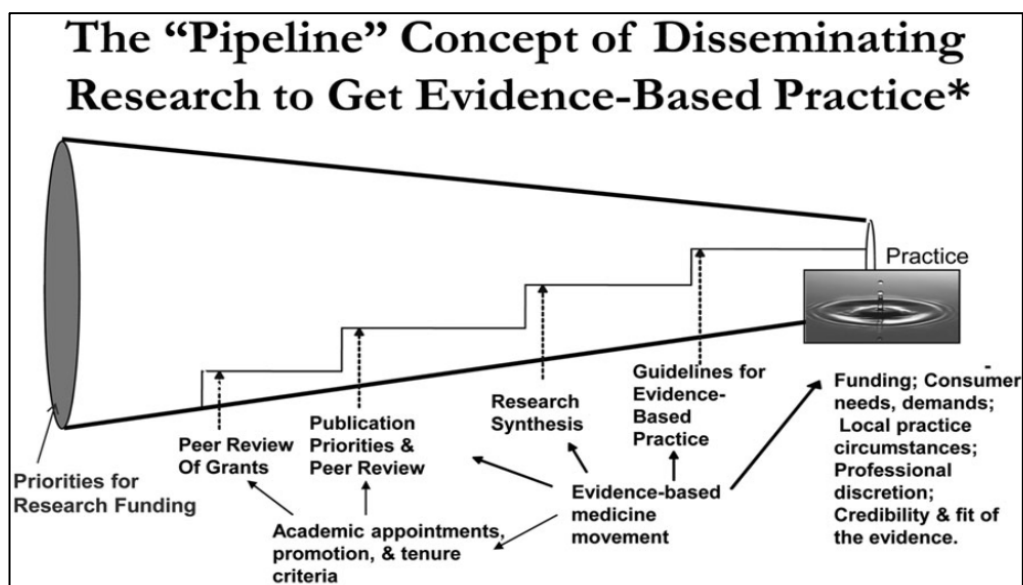 The “Pipeline” Concept of Disseminating
Research to Get Evidence-Based Practice*
Practice
Priorities for
Research Funding
Peer Review
Of Grants
Publication
Priorities &
Peer Review
Research
Synthesis
Guidelines for
Evidence-
Based
Practice
Funding; Consumer
needs, demands;
Local practice
circumstances;
Professional
discretion;
Credibility & fit of
the evidence.
Academic appointments,
promotion, & tenure
criteria
Evidence-based
medicine
movement